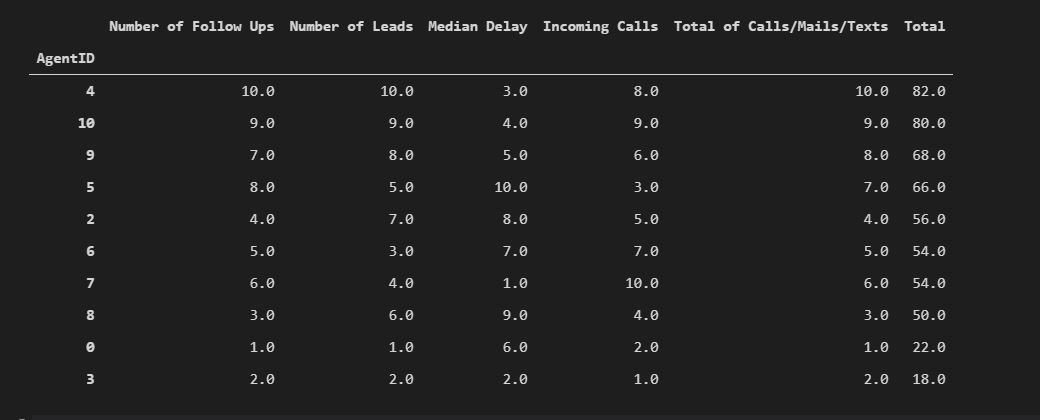 Number of Follow Ups Number of Leads Median Delay Incoming Calls Total of Calls/Mails/Texts Total
AgentID
4 10.0 10.0 3.0 8.0 10.0 82.0
10 9.0 9.0 4.0 9.0 9.0 80.0
9 7.0 8.0 5.0 6.0 8.0 68.0
5 8.0 5.0 10.0 3.0 7.0 66.0
2 4.0 7.0 8.0 5.0 4.0 56.0
6 5.0 3.0 7.0 7.0 5.0 54.0
7 6.0 4.0 1.0 10.0 6.0 54.0
8 3.0 6.0 9.0 4.0 3.0 50.0
0 1.0 1.0 6.0 2.0 1.0 22.0
3 2.0 2.0 2.0 1.0 2.0 18.0